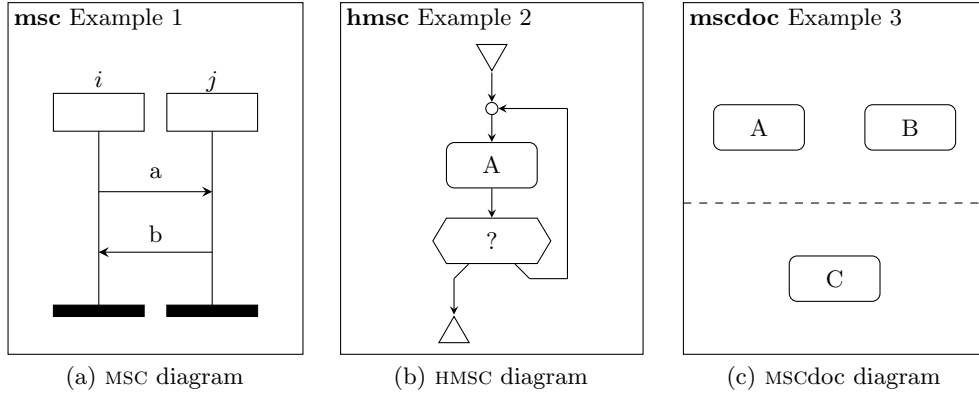 msc Example 1
i j
a
b
(a) MSC diagram
hmsc Example 2
A
?
(b) HMSC diagram
mscdoc Example 3
A B
C
(c) MSCdoc diagram